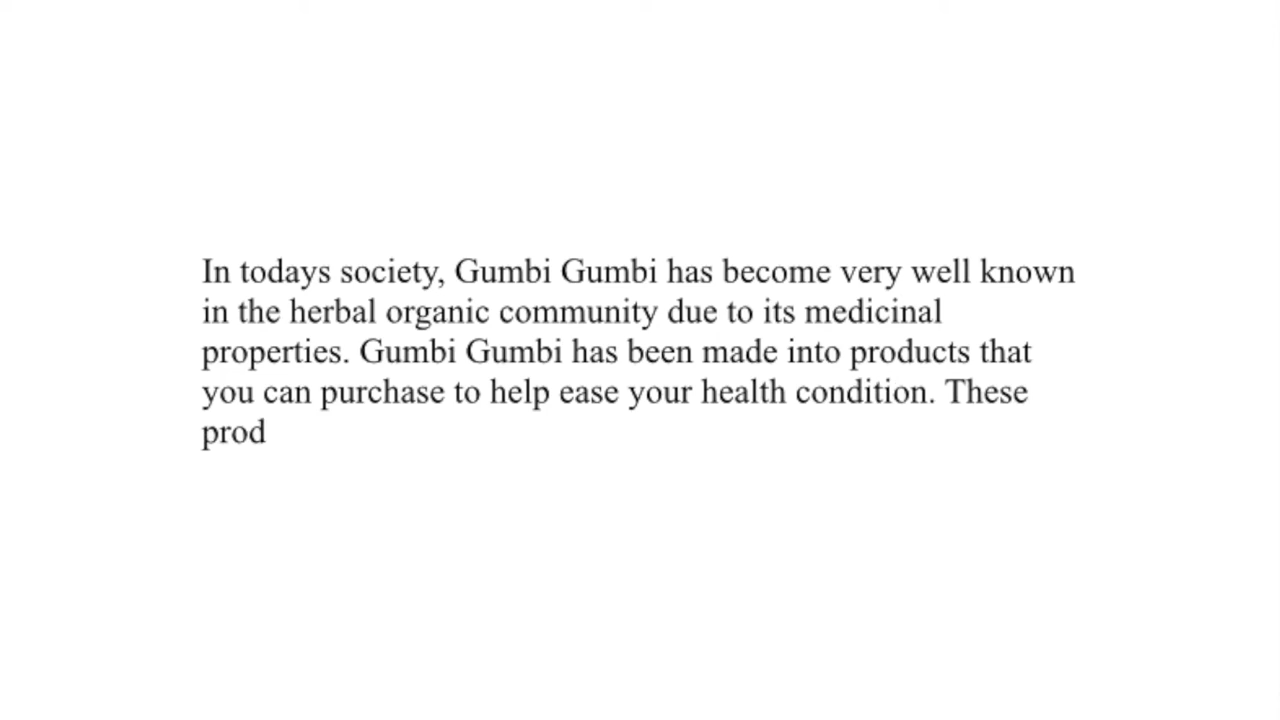 In todays society, Gumbi Gumbi has become very well known
in the herbal organic community due to its medicinal
properties. Gumbi Gumbi has been made into products that
you can purchase to help ease your health condition. These
prod